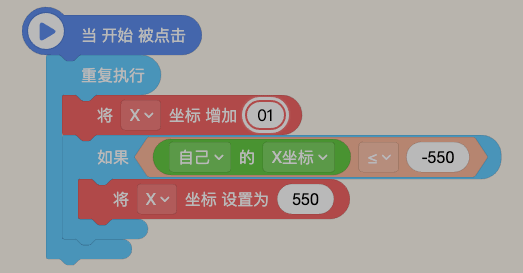 当 开始 被点击
重复执行
将 X 坐标 增加 01
如果 自己 的 X坐标 ≤ -550
将 X 坐标 设置为 550